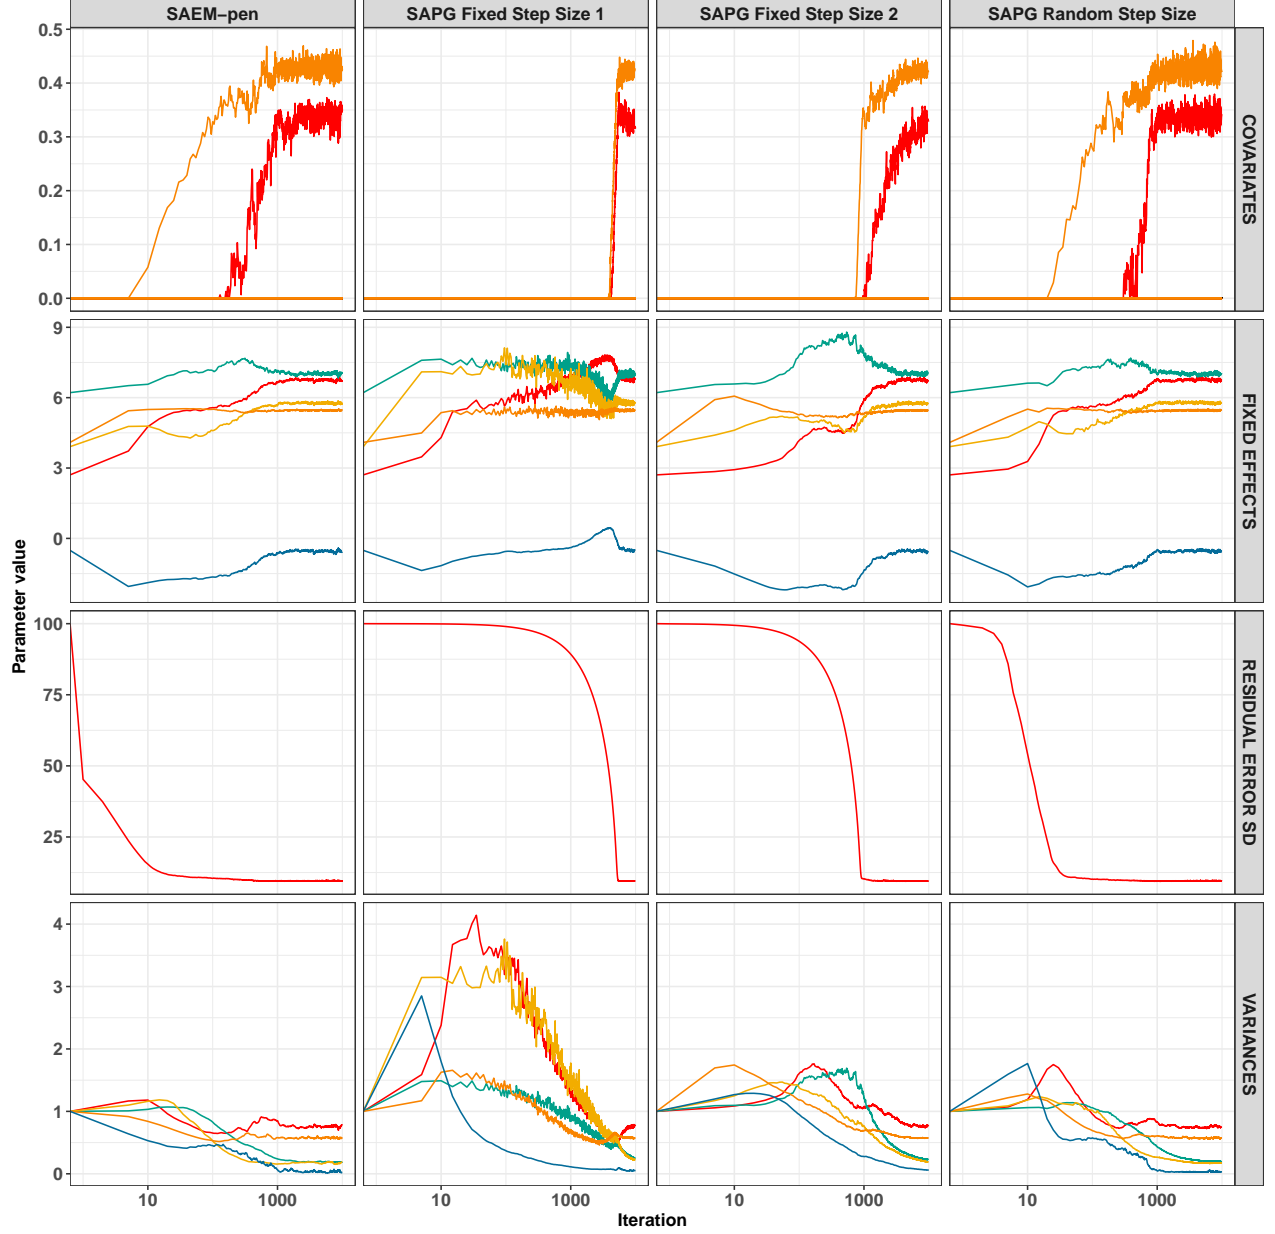 SAEM−pen
SAPG Fixed Step Size 1
SAPG Fixed Step Size 2
SAPG Random Step Size
0.5
0.4
0.3
0.2
0.1
0.0
COVARIATES
9
6
3
0
FIXED EFFECTS
Parameter value
100
75
50
25
RESIDUAL ERROR SD
4
3
2
1
0
VARIANCES
10
1000
10
1000
10
1000
10
1000
Iteration